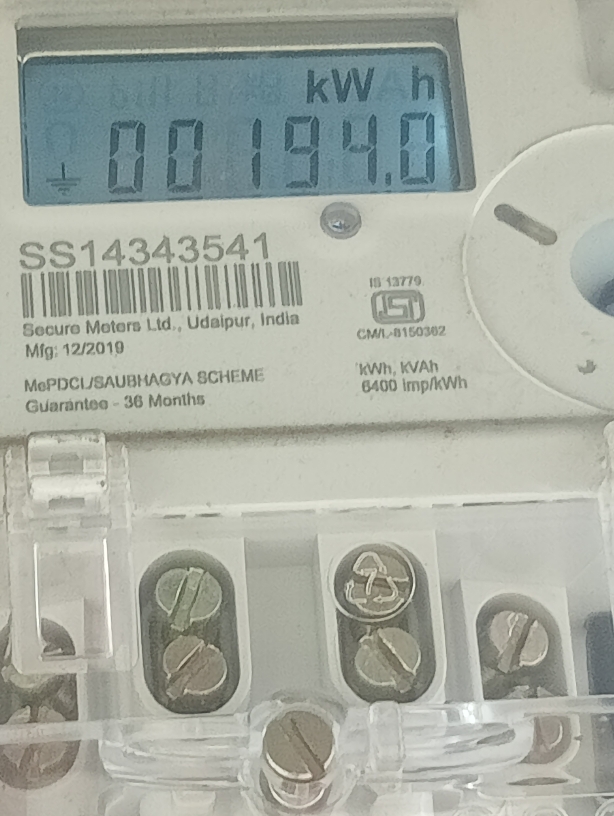 kWh
00194.0
SS14343541
Secure Meters Ltd., Udaipur, India
Mfg: 12/2019
MePDCL/SAUBHAGYA SCHEME
Guarantee - 36 Months
IS 13779
ISI
CM/L-8150362
kWh, kVAh
6400 imp/kWh